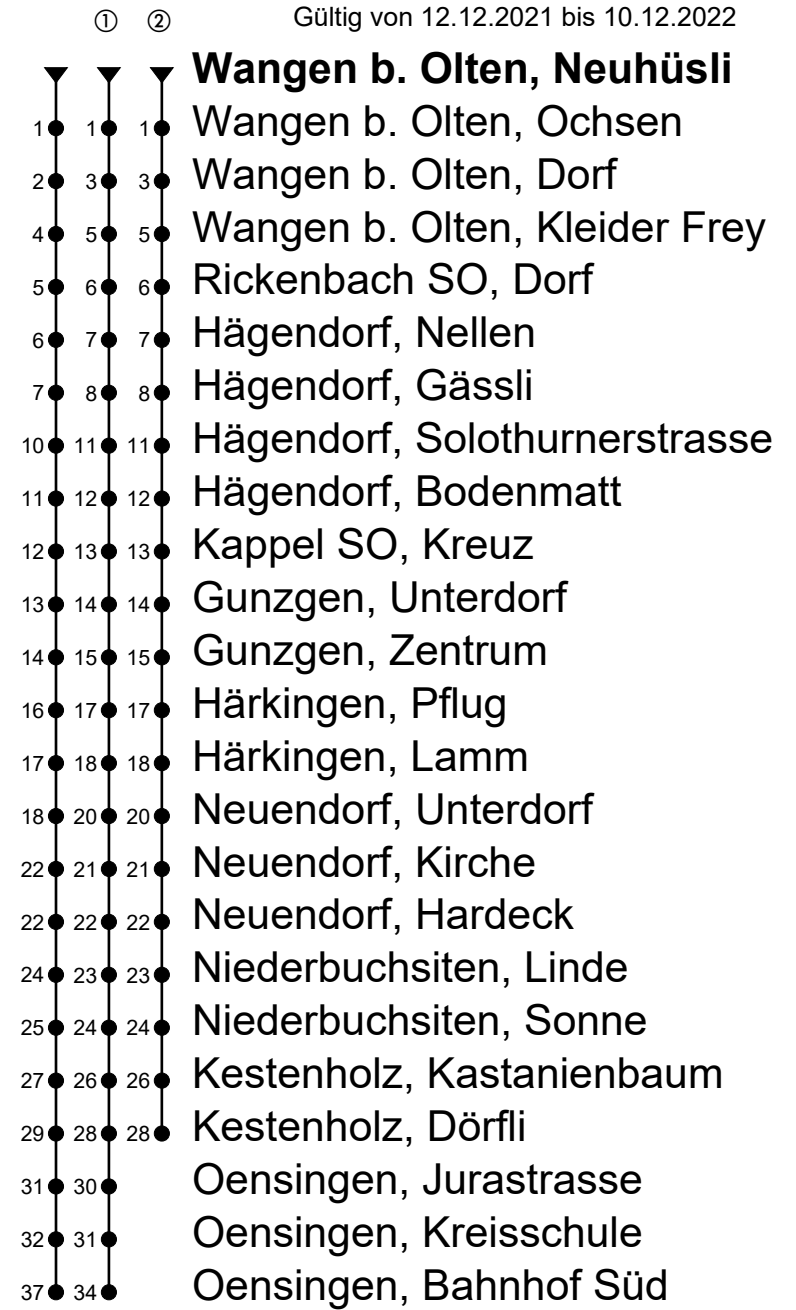 ① ② Gültig von 12.12.2021 bis 10.12.2022
Wangen b. Olten, Neuhüsli
1 1 1 Wangen b. Olten, Ochsen
2 3 3 Wangen b. Olten, Dorf
4 5 5 Wangen b. Olten, Kleider Frey
5 6 6 Rickenbach SO, Dorf
6 7 7 Hägendorf, Nellen
7 8 8 Hägendorf, Gässli
10 11 11 Hägendorf, Solothurnerstrasse
11 12 12 Hägendorf, Bodenmatt
12 13 13 Kappel SO, Kreuz
13 14 14 Gunzgen, Unterdorf
14 15 15 Gunzgen, Zentrum
16 17 17 Härkingen, Pflug
17 18 18 Härkingen, Lamm
18 20 20 Neuendorf, Unterdorf
22 21 21 Neuendorf, Kirche
22 22 22 Neuendorf, Hardeck
24 23 23 Niederbuchsiten, Linde
25 24 24 Niederbuchsiten, Sonne
27 26 26 Kestenholz, Kastanienbaum
29 28 28 Kestenholz, Dörfli
31 30 Oensingen, Jurastrasse
32 31 Oensingen, Kreisschule
37 34 Oensingen, Bahnhof Süd